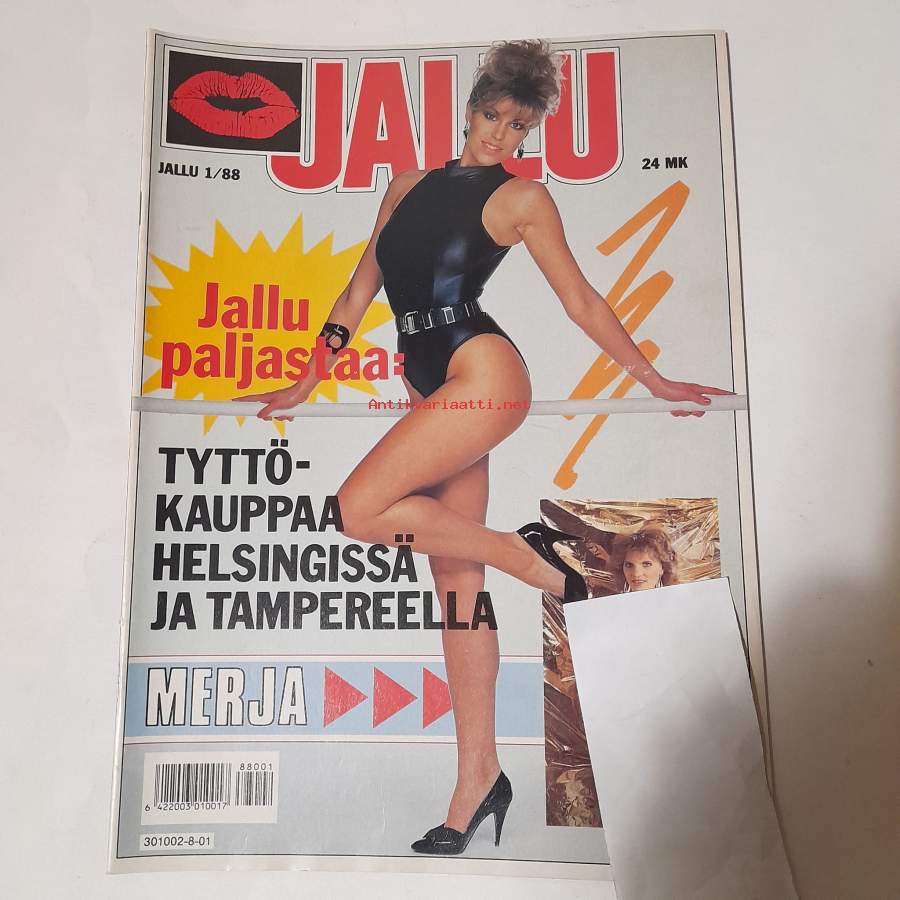 JALLU
JALLU 1/88
24 MK
Jallu
paljastaa:
Antikvariaatti.net
TYTTÖ-
KAUPPAA
HELSINGISSÄ
JA TAMPEREELLA
MERJA
88001
6 422003 010017
301002-8-01